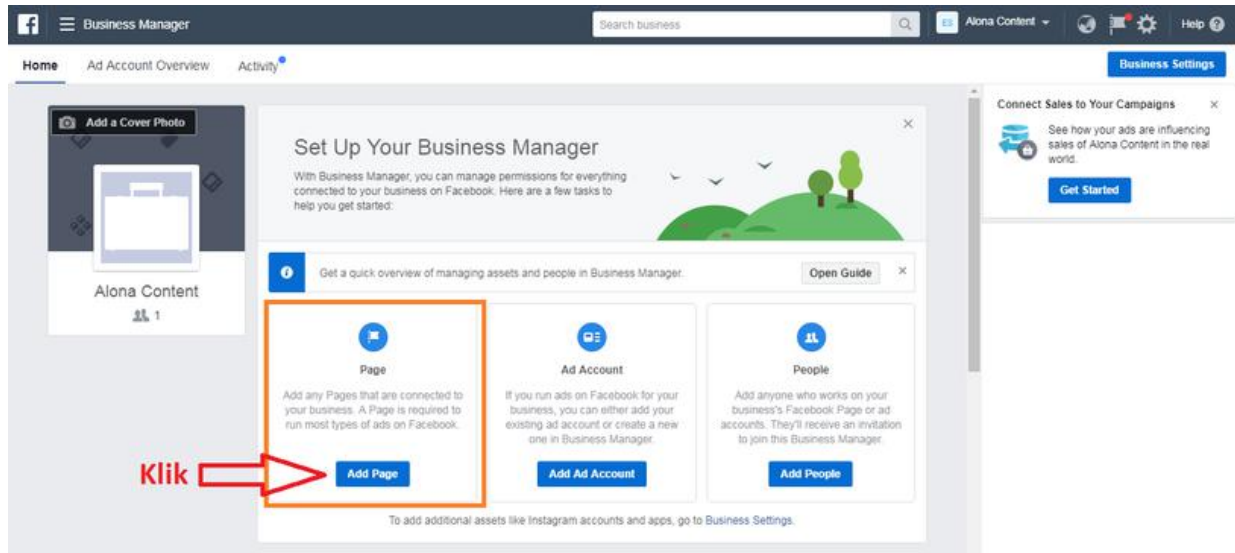 Business Manager
Search business
ES
Alona Content
Help
Home
Ad Account Overview
Activity
Business Settings
Add a Cover Photo
Alona Content
1
Set Up Your Business Manager
With Business Manager, you can manage permissions for everything
connected to your business on Facebook. Here are a few tasks to
help you get started:
Get a quick overview of managing assets and people in Business Manager.
Open Guide
Page
Add any Pages that are connected to
your business. A Page is required to
run most types of ads on Facebook.
Klik
Add Page
Ad Account
If you run ads on Facebook for your
business, you can either add your
existing ad account or create a new
one in Business Manager.
Add Ad Account
People
Add anyone who works on your
business's Facebook Page or ad
accounts. They'll receive an invitation
to join this Business Manager.
Add People
To add additional assets like Instagram accounts and apps, go to Business Settings.
Connect Sales to Your Campaigns
See how your ads are influencing
sales of Alona Content in the real
world.
Get Started